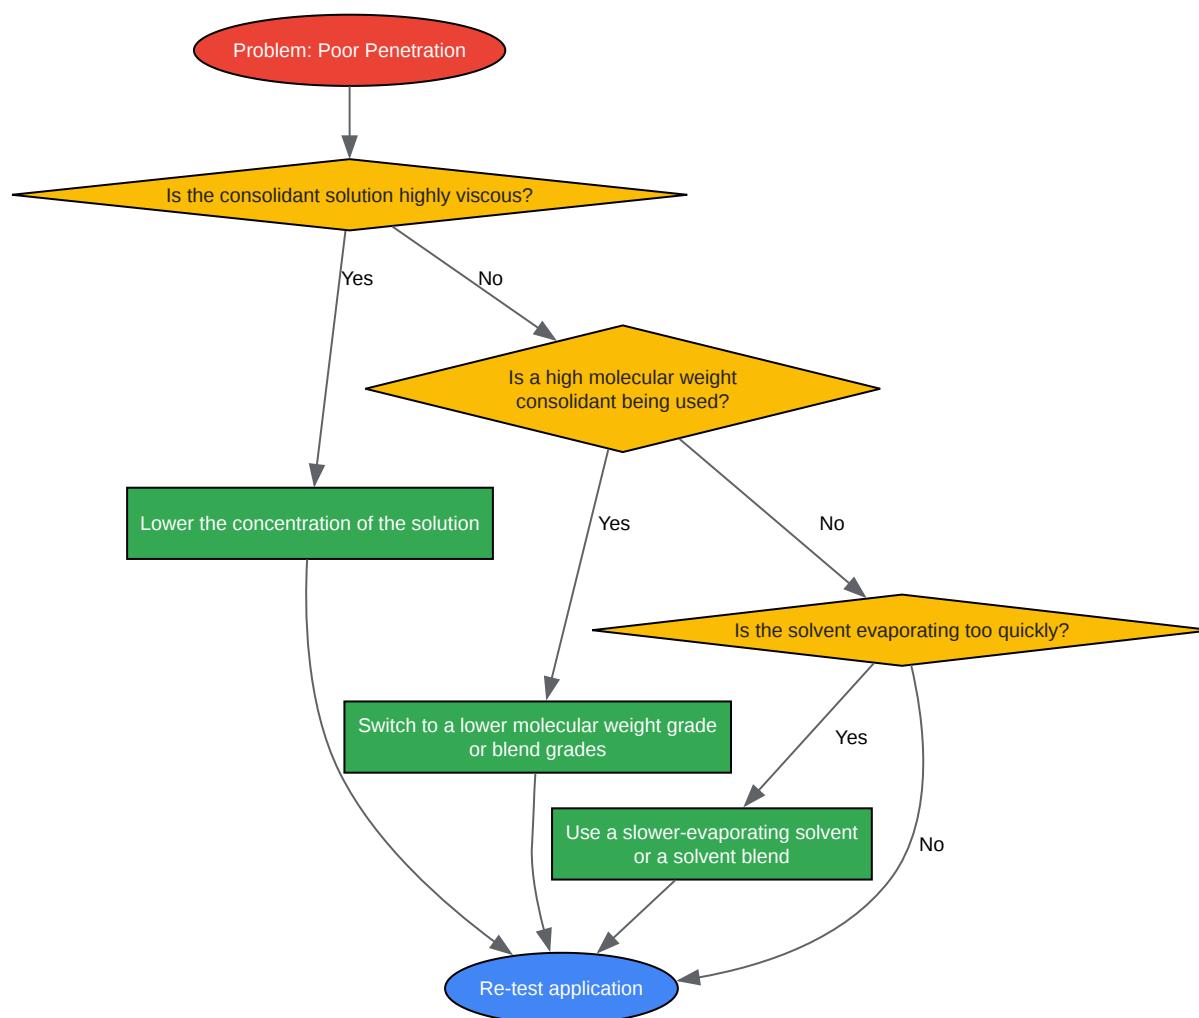 Problem: Poor Penetration
Is the consolidant solution highly viscous?
Yes
No
Is a high molecular weight
consolidant being used?
Lower the concentration of the solution
Yes
No
Is the solvent evaporating too quickly?
Switch to a lower molecular weight grade
or blend grades
Yes
Use a slower-evaporating solvent
or a solvent blend
No
Re-test application